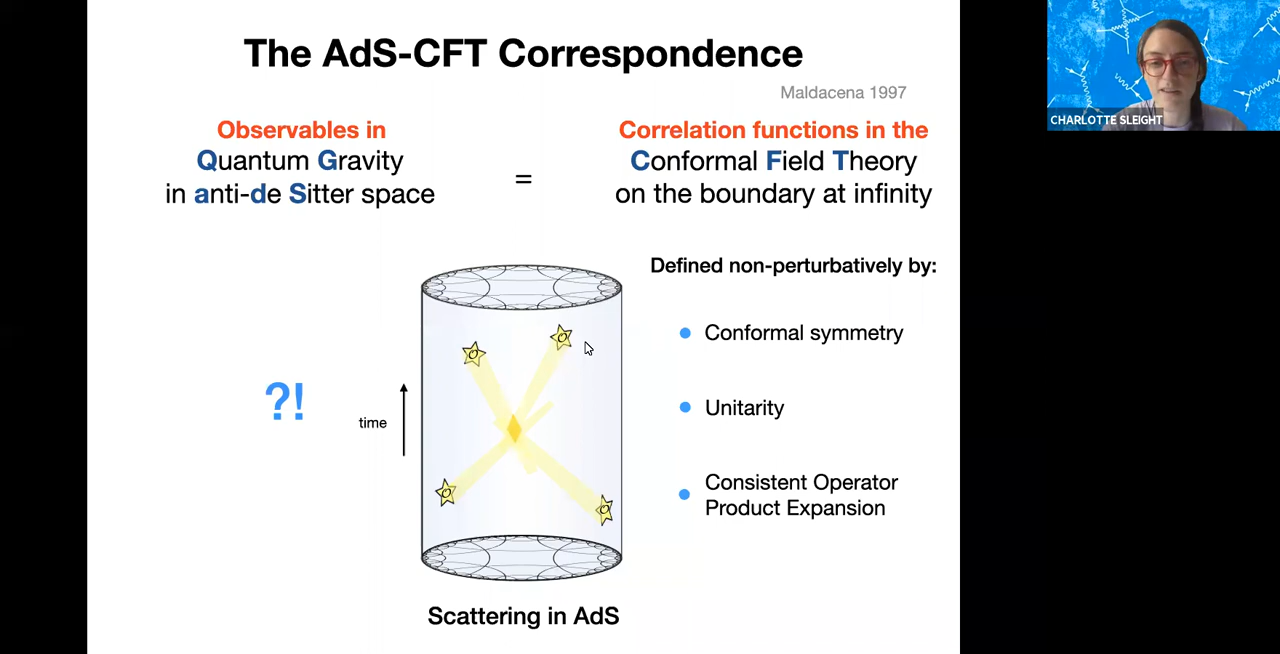 The AdS-CFT Correspondence
Maldacena 1997
Observables in
Quantum Gravity
in anti-de Sitter space
=
Correlation functions in the
Conformal Field Theory
on the boundary at infinity
Defined non-perturbatively by:
Conformal symmetry
Unitarity
Consistent Operator
Product Expansion
?!
time
O
O
O
O
Scattering in AdS
CHARLOTTE SLEIGHT